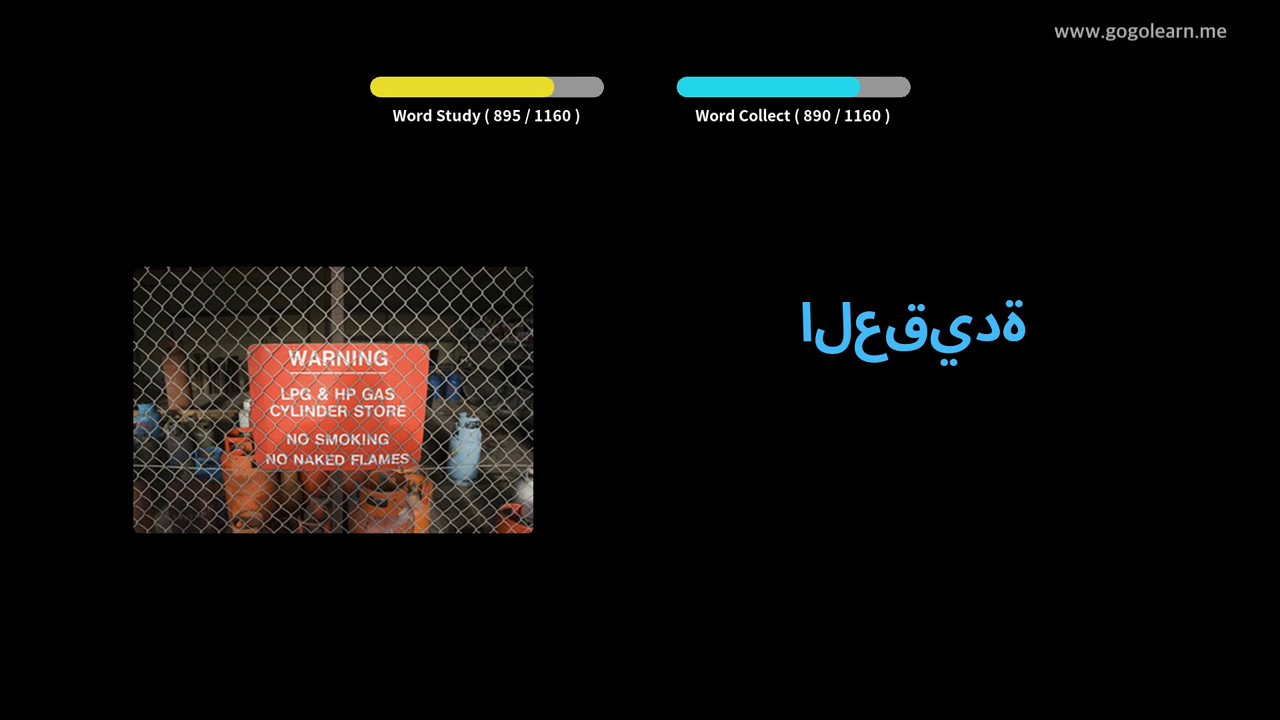 www.gogolearn.me
Word Study ( 895 / 1160 )
Word Collect ( 890 / 1160 )
ةديقعلا
WARNING
LPG & HP GAS
CYLINDER STORE
NO SMOKING
NO NAKED FLAMES